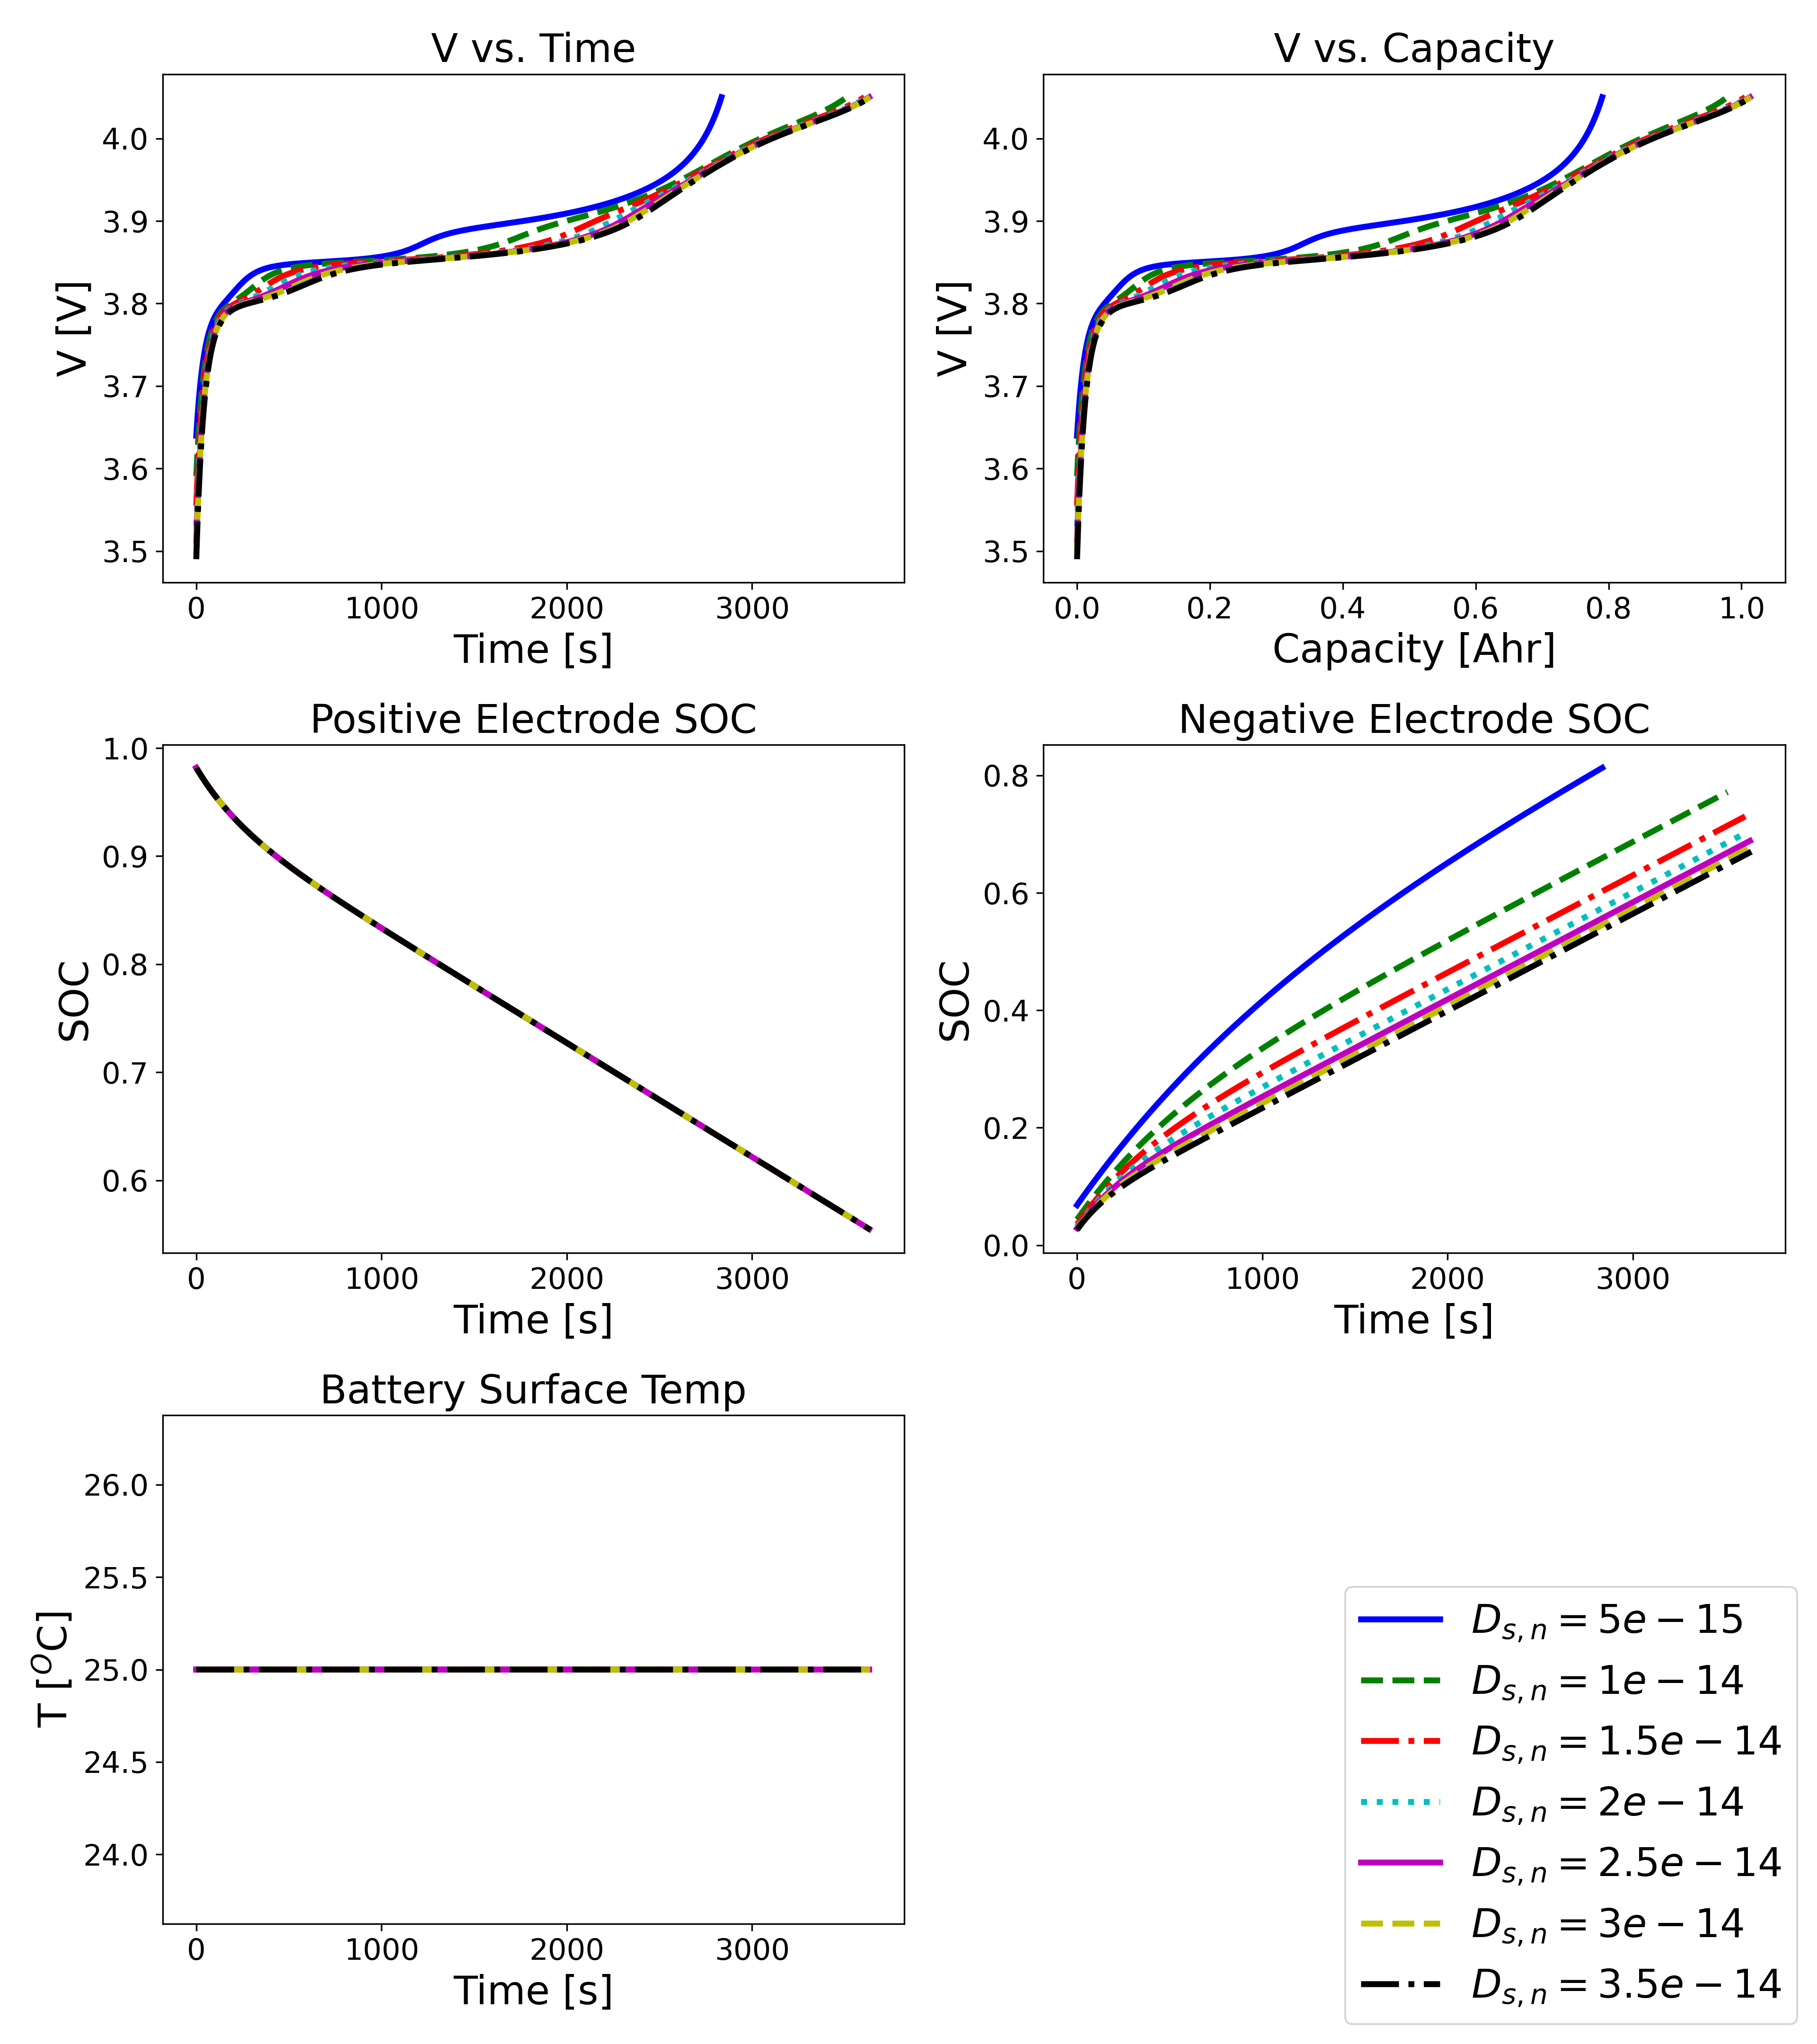 V vs. Time
V [V]
4.0
3.9
3.8
3.7
3.6
3.5
0 1000 2000 3000
Time [s]
V vs. Capacity
V [V]
4.0
3.9
3.8
3.7
3.6
3.5
0.0 0.2 0.4 0.6 0.8 1.0
Capacity [Ahr]
Positive Electrode SOC
SOC
1.0
0.9
0.8
0.7
0.6
0 1000 2000 3000
Time [s]
Negative Electrode SOC
SOC
0.8
0.6
0.4
0.2
0.0
0 1000 2000 3000
Time [s]
Battery Surface Temp
T [°C]
26.0
25.5
25.0
24.5
24.0
0 1000 2000 3000
Time [s]
D_{s,n} = 5e − 15
D_{s,n} = 1e − 14
D_{s,n} = 1.5e − 14
D_{s,n} = 2e − 14
D_{s,n} = 2.5e − 14
D_{s,n} = 3e − 14
D_{s,n} = 3.5e − 14